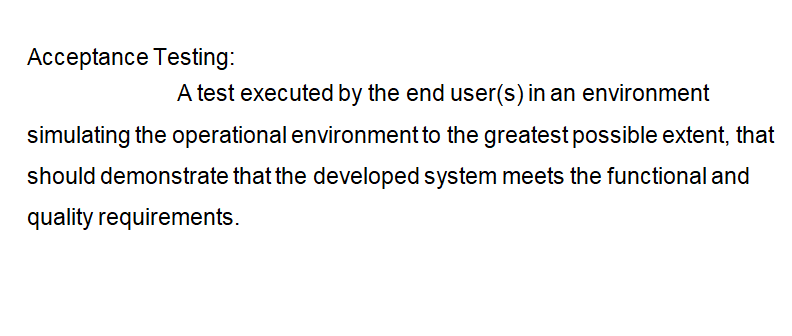 Acceptance Testing:
A test executed by the end user(s) in an environment
simulating the operational environment to the greatest possible extent, that
should demonstrate that the developed system meets the functional and
quality requirements.